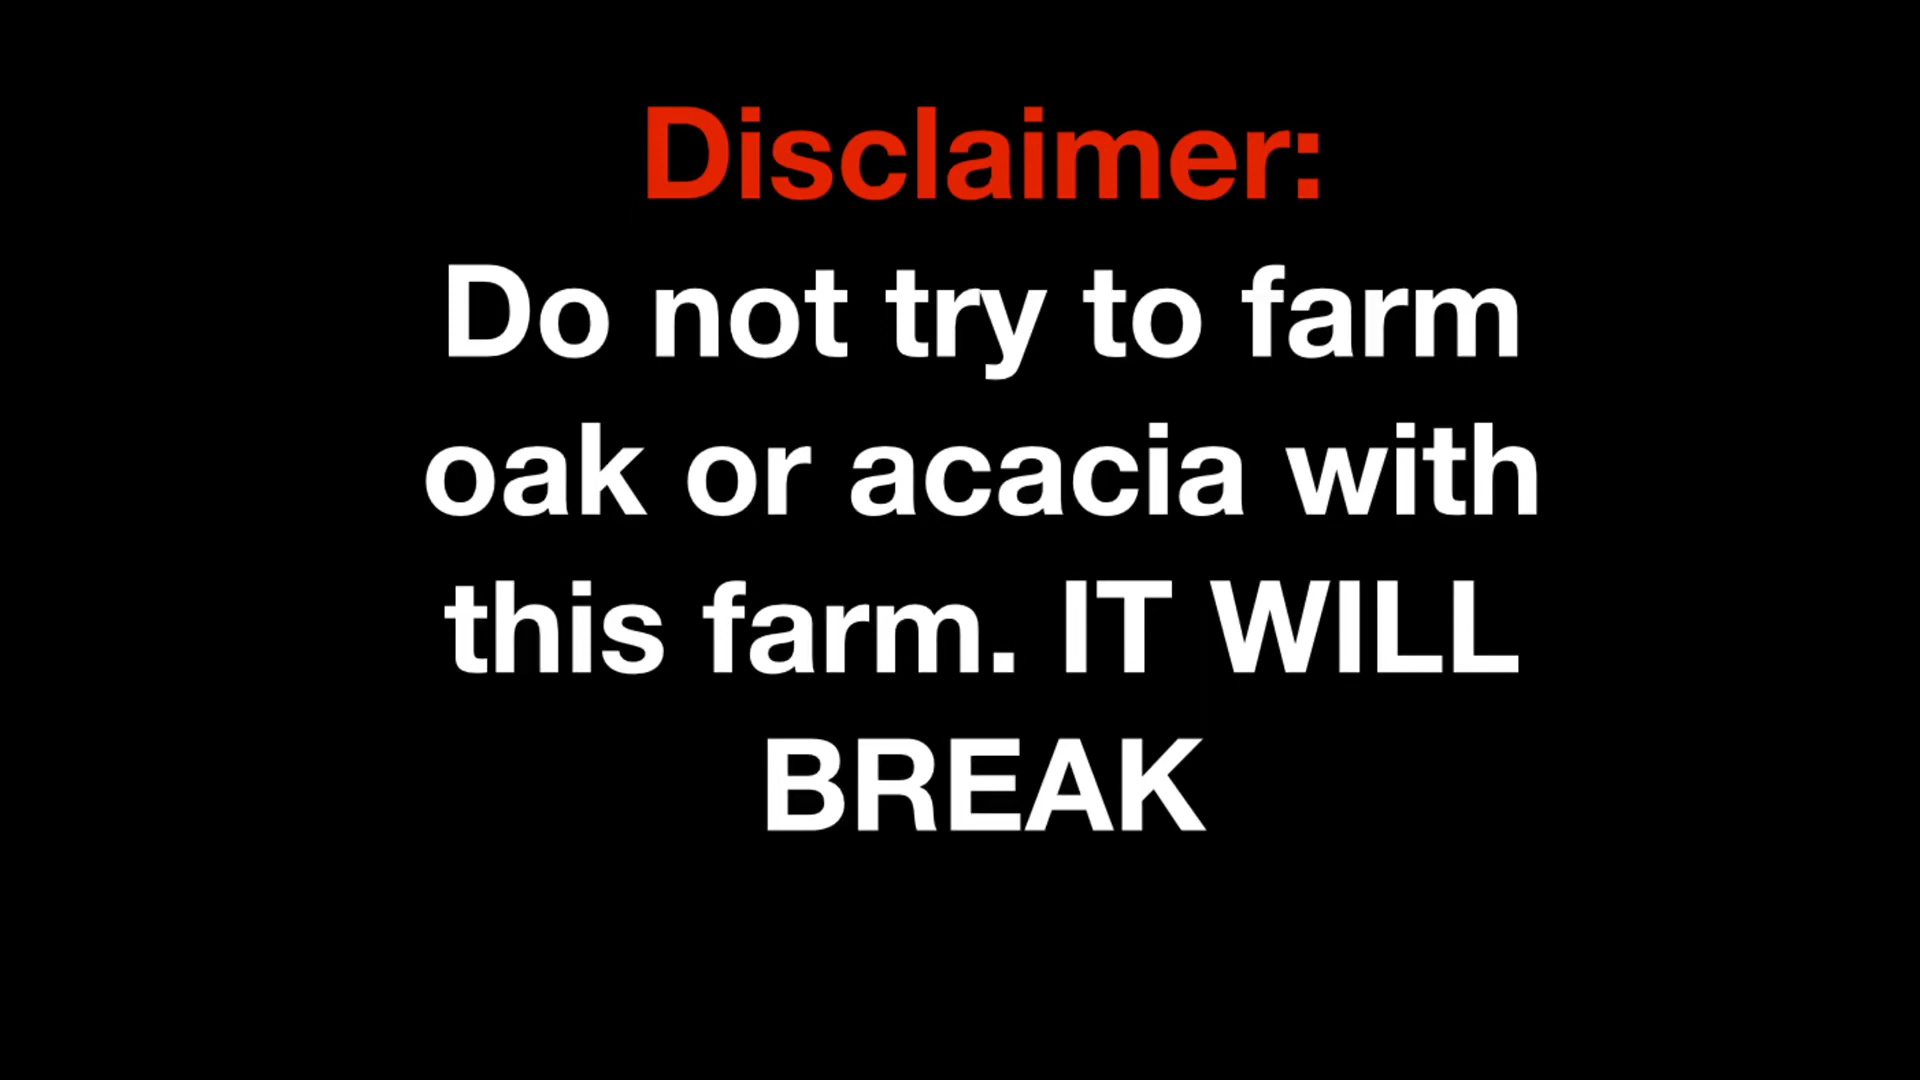 Disclaimer:
Do not try to farm
oak or acacia with
this farm. IT WILL
BREAK